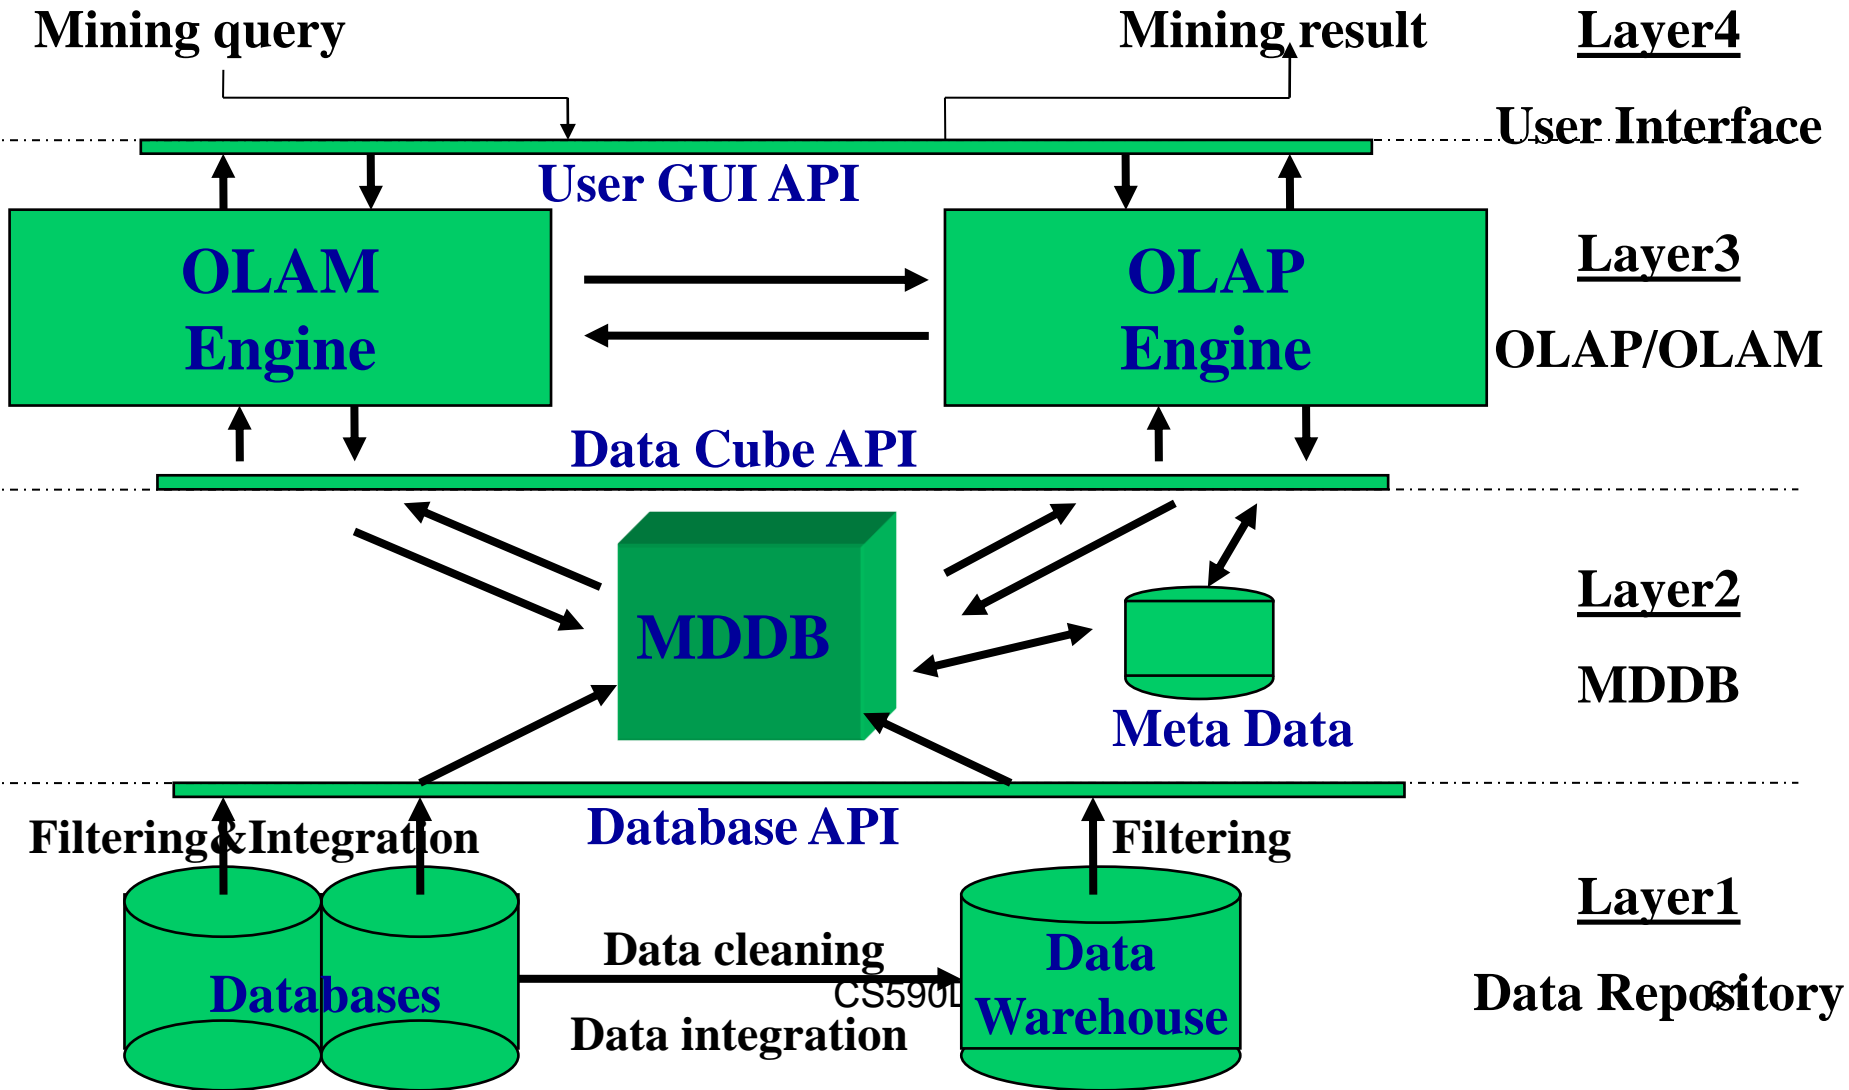 Mining query
Mining result
Layer4
User Interface
User GUI API
OLAM
Engine
OLAP
Engine
Layer3
OLAP/OLAM
Data Cube API
MDDB
Layer2
MDDB
Meta Data
Filtering&Integration
Database API
Filtering
Layer1
Data cleaning
Databases
Data
Warehouse
Data integration
Data Repository